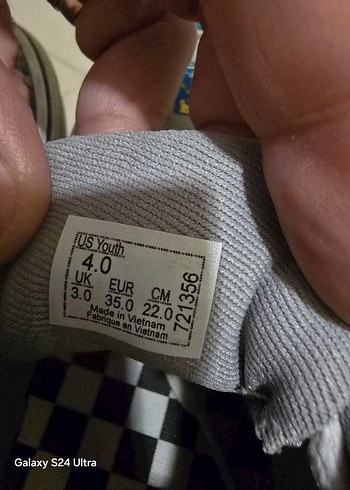 US Youth
4.0
UK EUR CM
3.0 35.0 22.0
Made in Vietnam
Fabrique en Vietnam
721356
Galaxy S24 Ultra